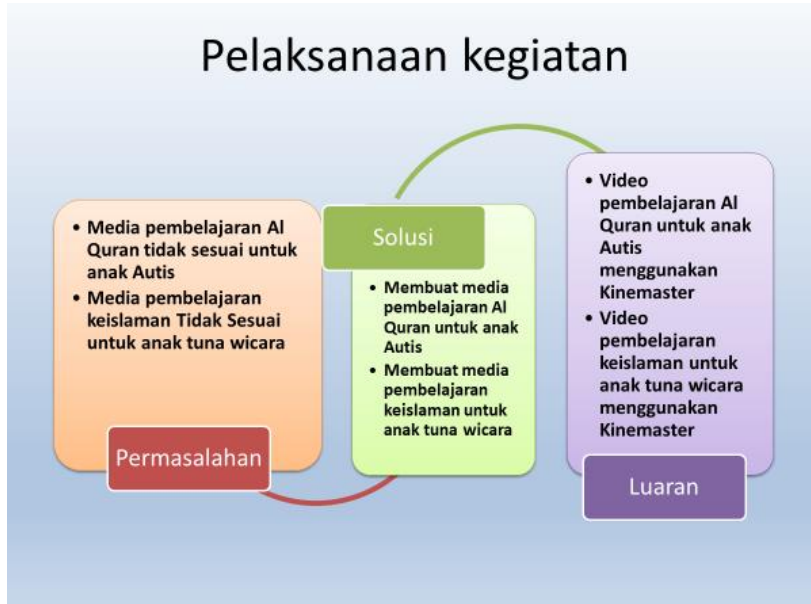 Pelaksanaan kegiatan
• Media pembelajaran Al
Quran tidak sesuai untuk
anak Autis
• Media pembelajaran
keislaman Tidak Sesuai
untuk anak tuna wicara
Permasalahan
Solusi
• Membuat media
pembelajaran Al
Quran untuk anak
Autis
• Membuat media
pembelajaran
keislaman untuk
anak tuna wicara
• Video
pembelajaran Al
Quran untuk anak
Autis
menggunakan
Kinemaster
• Video
pembelajaran
keislaman untuk
anak tuna wicara
menggunakan
Kinemaster
Luaran